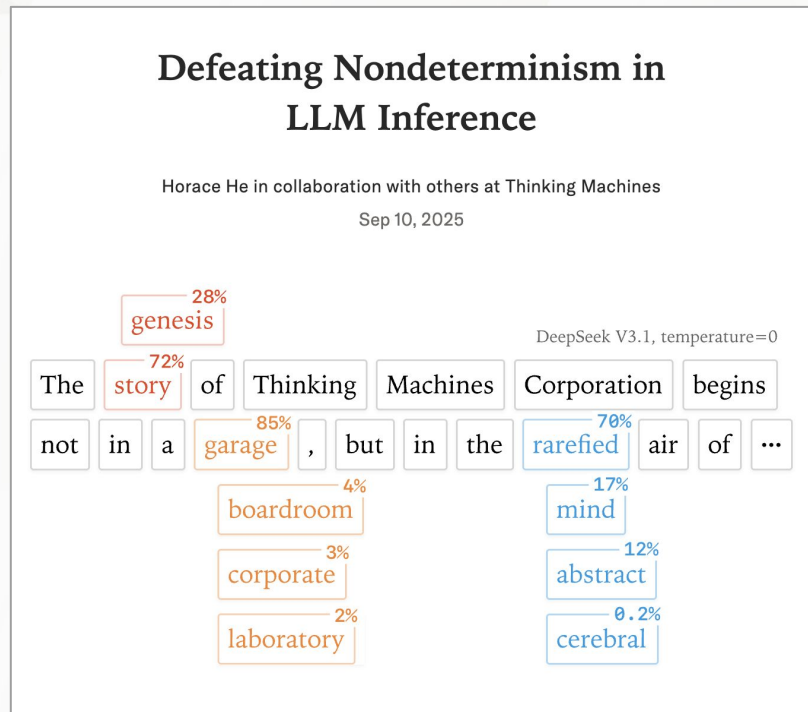 Defeating Nondeterminism in
LLM Inference
Horace He in collaboration with others at Thinking Machines
Sep 10, 2025
28%
genesis
DeepSeek V3.1, temperature=0
72%
The story of Thinking Machines Corporation begins
85% 70%
not in a garage , but in the rarefied air of ···
4% 17%
boardroom mind
3% 12%
corporate abstract
2% 0.2%
laboratory cerebral